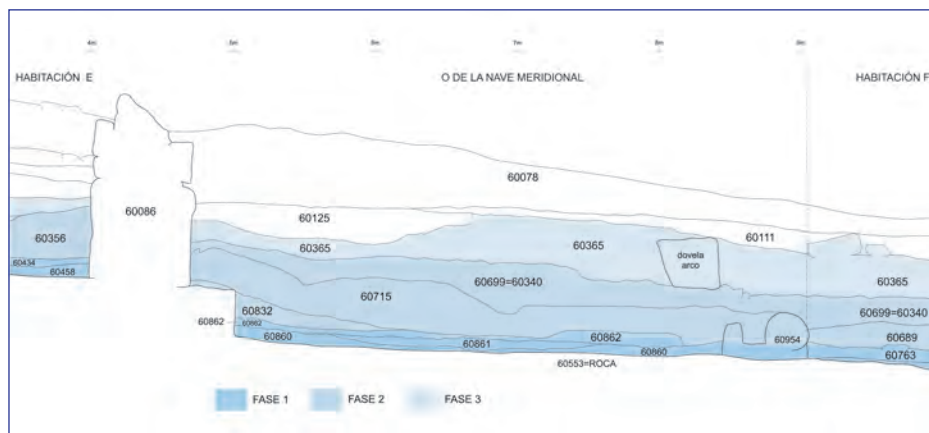 4m 5m 6m 7m 8m 9m
HABITACIÓN E O DE LA NAVE MERIDIONAL HABITACIÓN F
60078
60086
60125 60111
60356 60365 60365 dovela
arco
60365
60434
60458
60699=60340
60715
60699=60340
60832
60862 60862
60860 60861 60862 60860 60954 60689
60763
60553=ROCA
FASE 1 FASE 2 FASE 3